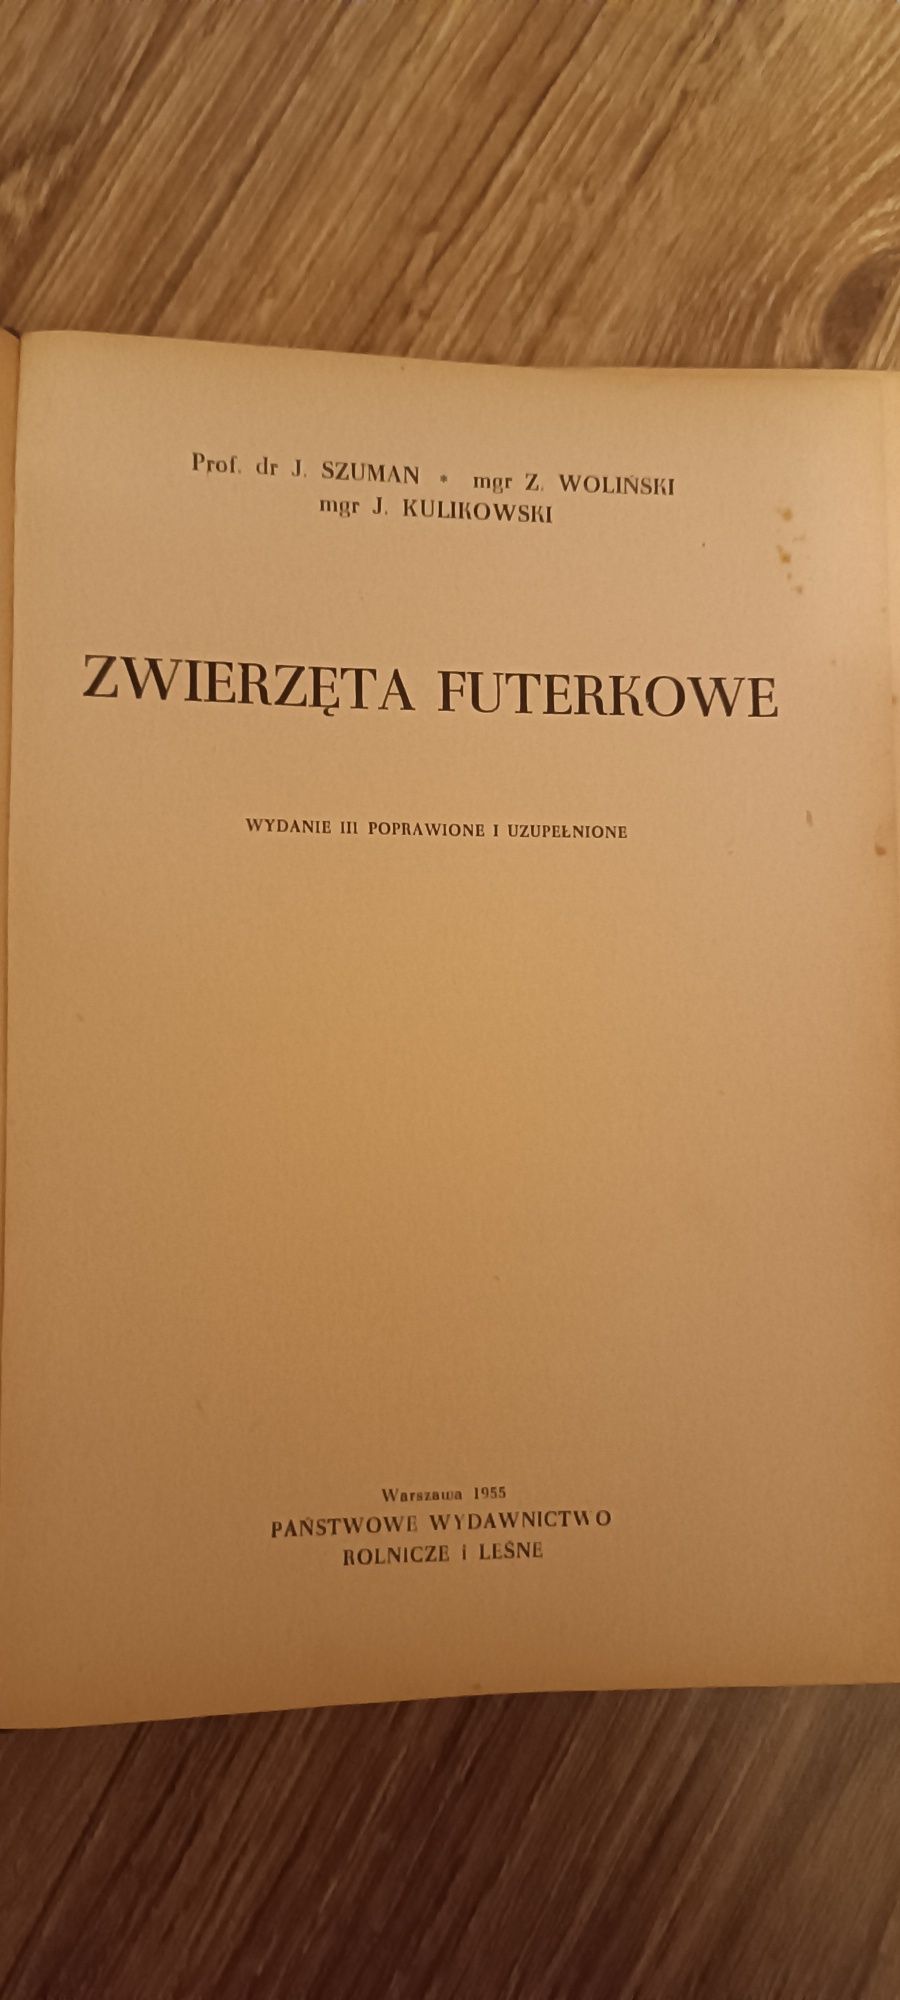 Prof. dr J. SZUMAN * mgr Z. WOLIŃSKI
mgr J. KULIKOWSKI
ZWIERZĘTA FUTERKOWE
WYDANIE III POPRAWIONE I UZUPEŁNIONE
Warszawa 1955
PAŃSTWOWE WYDAWNICTWO
ROLNICZE i LEŚNE